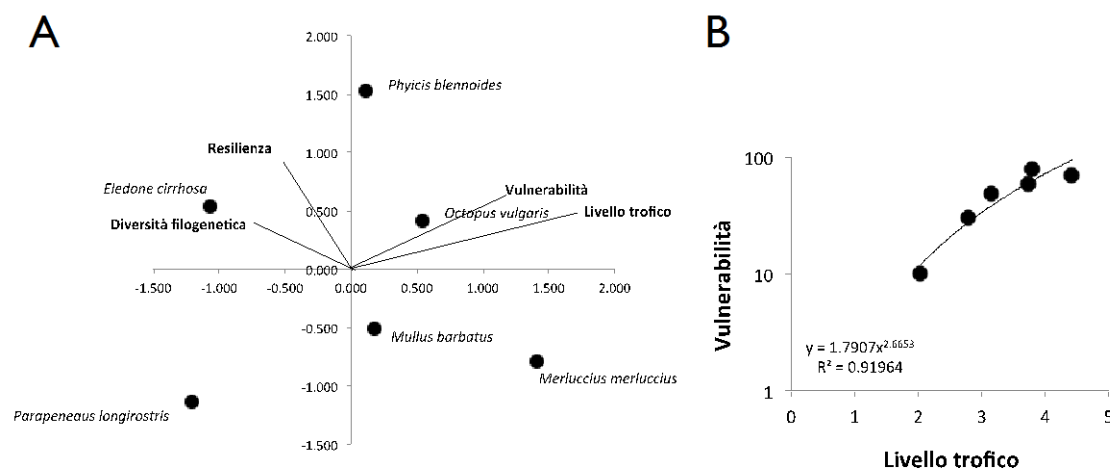 A
2.000
Phyicis blennoides
1.500
1.000
Resilienza
Eledone cirrhosa
Vulnerabilità
0.500
Octopus vulgaris
Livello trofico
Diversità filogenetica
0.000
-1.500
-1.000
-0.500
0.000
0.500
1.000
1.500
2.000
-0.500
Mullus barbatus
-1.000
Merluccius merluccius
Parapeneaus longirostris
-1.500
B
100
10
1
Vulnerabilità
y = 1.7907x^2.6653
R² = 0.91964
0 1 2 3 4 5
Livello trofico